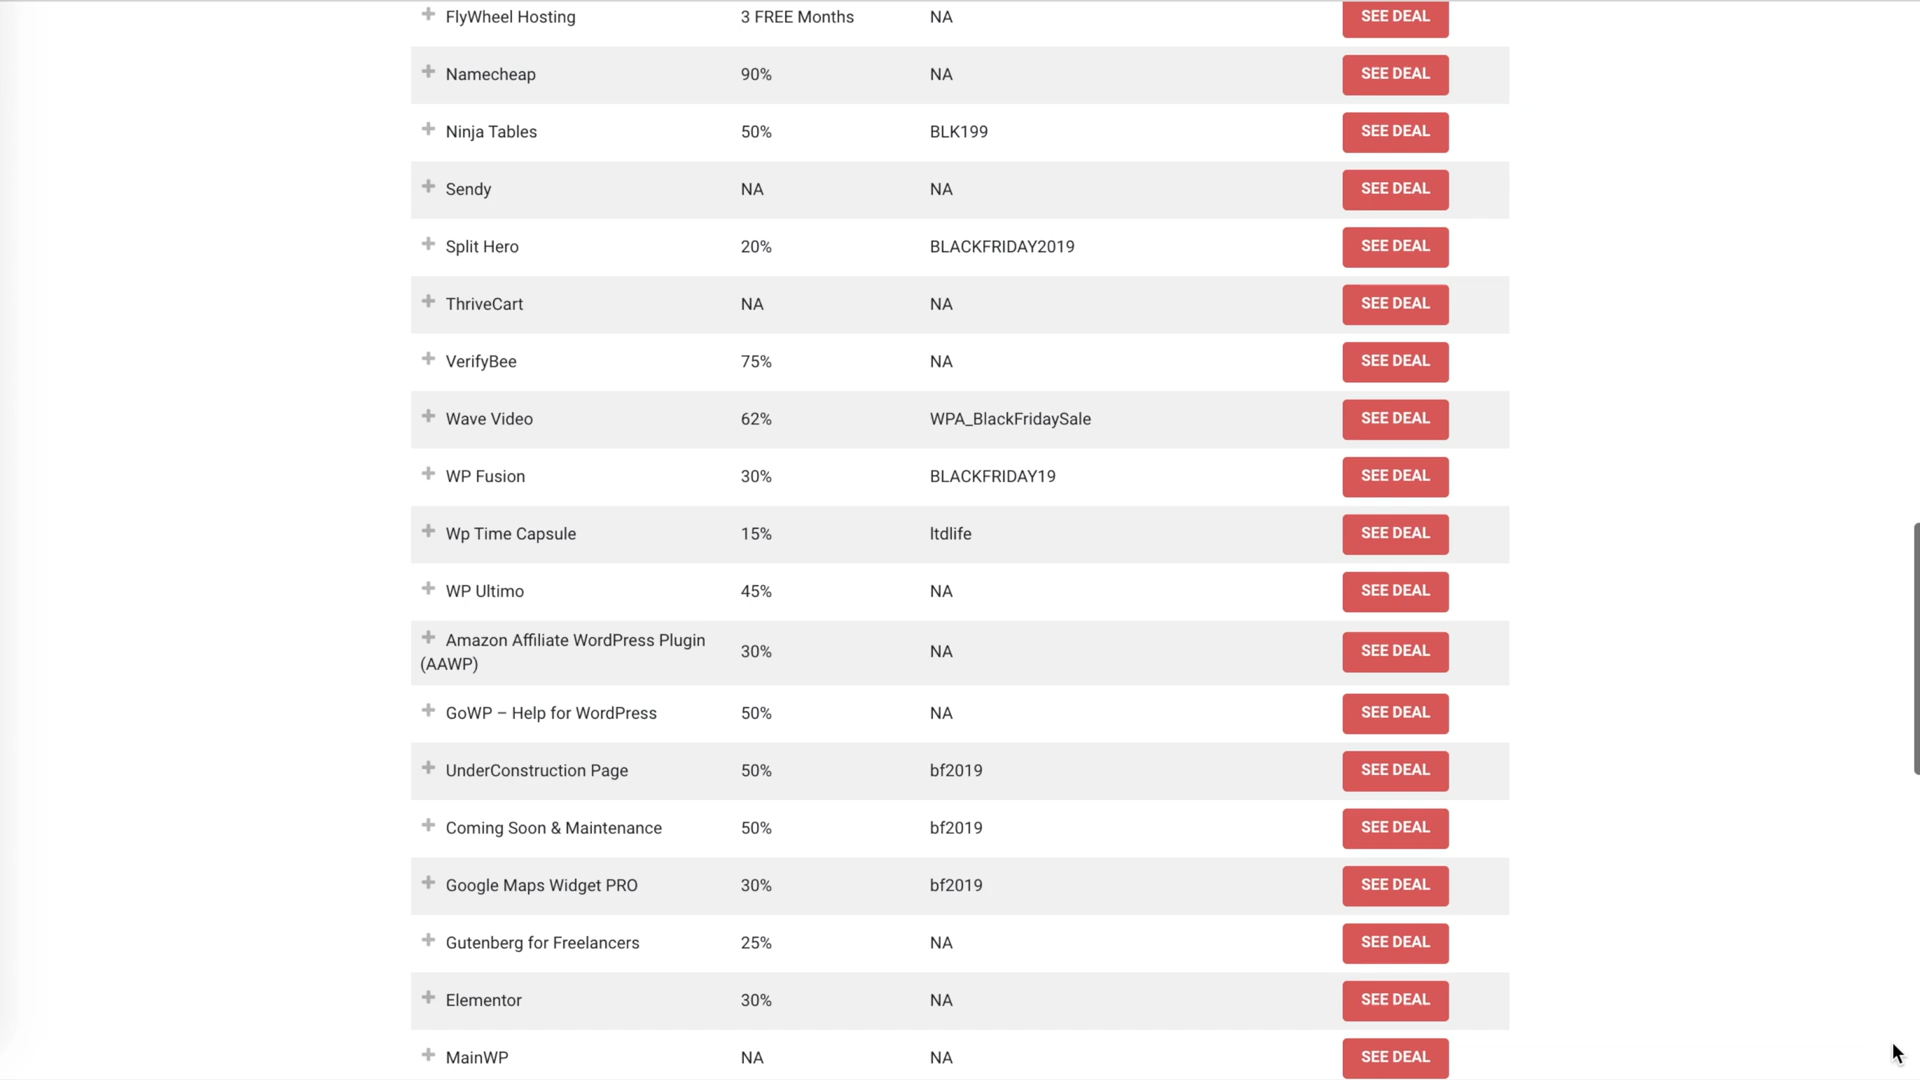 FlyWheel Hosting 3 FREE Months NA SEE DEAL
Namecheap 90% NA SEE DEAL
Ninja Tables 50% BLK199 SEE DEAL
Sendy NA NA SEE DEAL
Split Hero 20% BLACKFRIDAY2019 SEE DEAL
ThriveCart NA NA SEE DEAL
VerifyBee 75% NA SEE DEAL
Wave Video 62% WPA_BlackFridaySale SEE DEAL
WP Fusion 30% BLACKFRIDAY19 SEE DEAL
Wp Time Capsule 15% ltdlife SEE DEAL
WP Ultimo 45% NA SEE DEAL
Amazon Affiliate WordPress Plugin
(AAWP) 30% NA SEE DEAL
GoWP – Help for WordPress 50% NA SEE DEAL
UnderConstruction Page 50% bf2019 SEE DEAL
Coming Soon & Maintenance 50% bf2019 SEE DEAL
Google Maps Widget PRO 30% bf2019 SEE DEAL
Gutenberg for Freelancers 25% NA SEE DEAL
Elementor 30% NA SEE DEAL
MainWP NA NA SEE DEAL